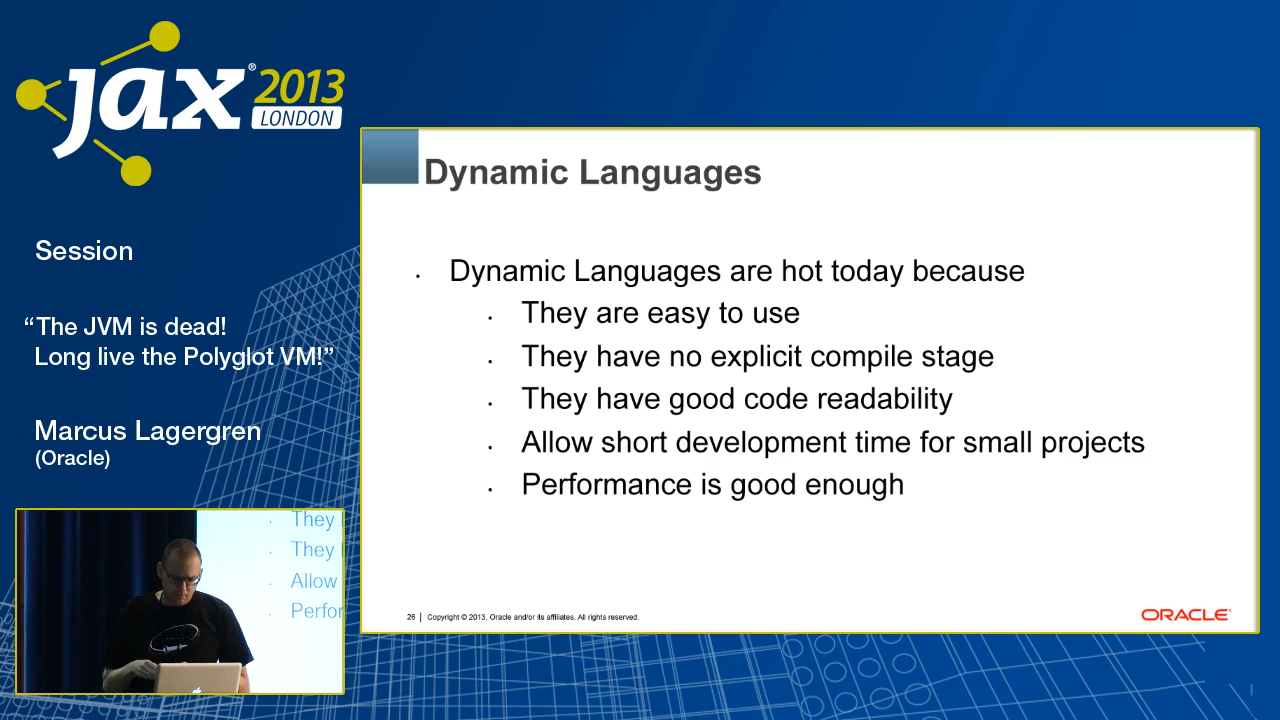 jax® 2013
LONDON
Session
“The JVM is dead!
Long live the Polyglot VM!”
Marcus Lagergren
(Oracle)
Dynamic Languages
· Dynamic Languages are hot today because
· They are easy to use
· They have no explicit compile stage
· They have good code readability
· Allow short development time for small projects
· Performance is good enough
26 | Copyright © 2013, Oracle and/or its affiliates. All rights reserved.
ORACLE®
· They
· They
· Allow
· Perfor